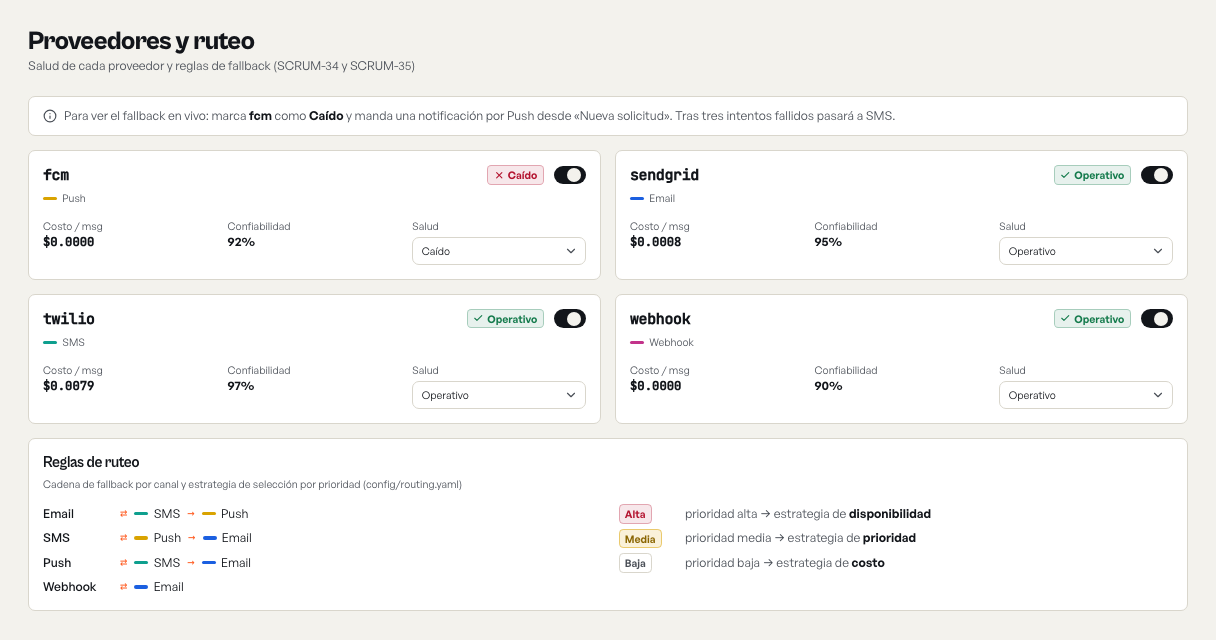 Proveedores y ruteo
Salud de cada proveedor y reglas de fallback (SCRUM-34 y SCRUM-35)
Para ver el fallback en vivo: marca fcm como Caído y manda una notificación por Push desde «Nueva solicitud». Tras tres intentos fallidos pasará a SMS.
fcm
Caído
Push
Costo / msg
Confiabilidad
Salud
$0.0000
92%
Caído
sendgrid
Operativo
Email
Costo / msg
Confiabilidad
Salud
$0.0008
95%
Operativo
twilio
Operativo
SMS
Costo / msg
Confiabilidad
Salud
$0.0079
97%
Operativo
webhook
Operativo
Webhook
Costo / msg
Confiabilidad
Salud
$0.0000
90%
Operativo
Reglas de ruteo
Cadena de fallback por canal y estrategia de selección por prioridad (config/routing.yaml)
Email ⇄ SMS → Push
SMS ⇄ Push → Email
Push ⇄ SMS → Email
Webhook ⇄ Email
Alta prioridad alta → estrategia de disponibilidad
Media prioridad media → estrategia de prioridad
Baja prioridad baja → estrategia de costo